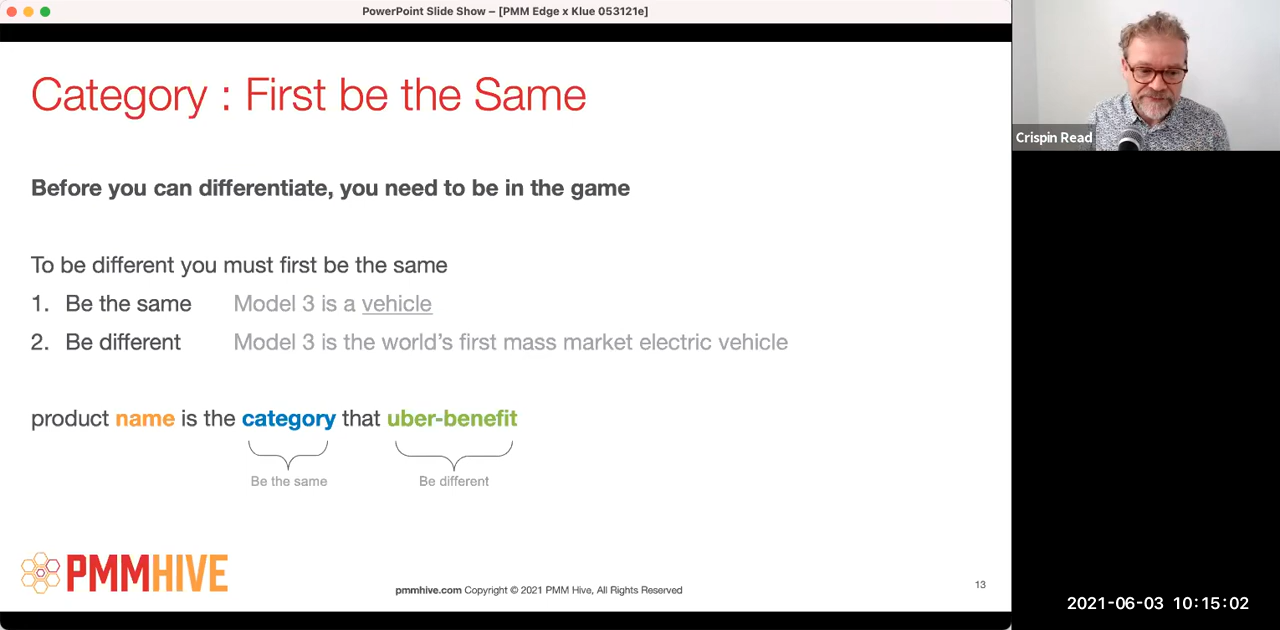 PowerPoint Slide Show – [PMM Edge x Klue 053121e]
Category : First be the Same
Before you can differentiate, you need to be in the game
To be different you must first be the same
1. Be the same Model 3 is a vehicle
2. Be different Model 3 is the world’s first mass market electric vehicle
product name is the category that uber-benefit
Be the same Be different
PMMHIVE
pmmhive.com Copyright © 2021 PMM Hive, All Rights Reserved
13
Crispin Read
2021-06-03 10:15:02